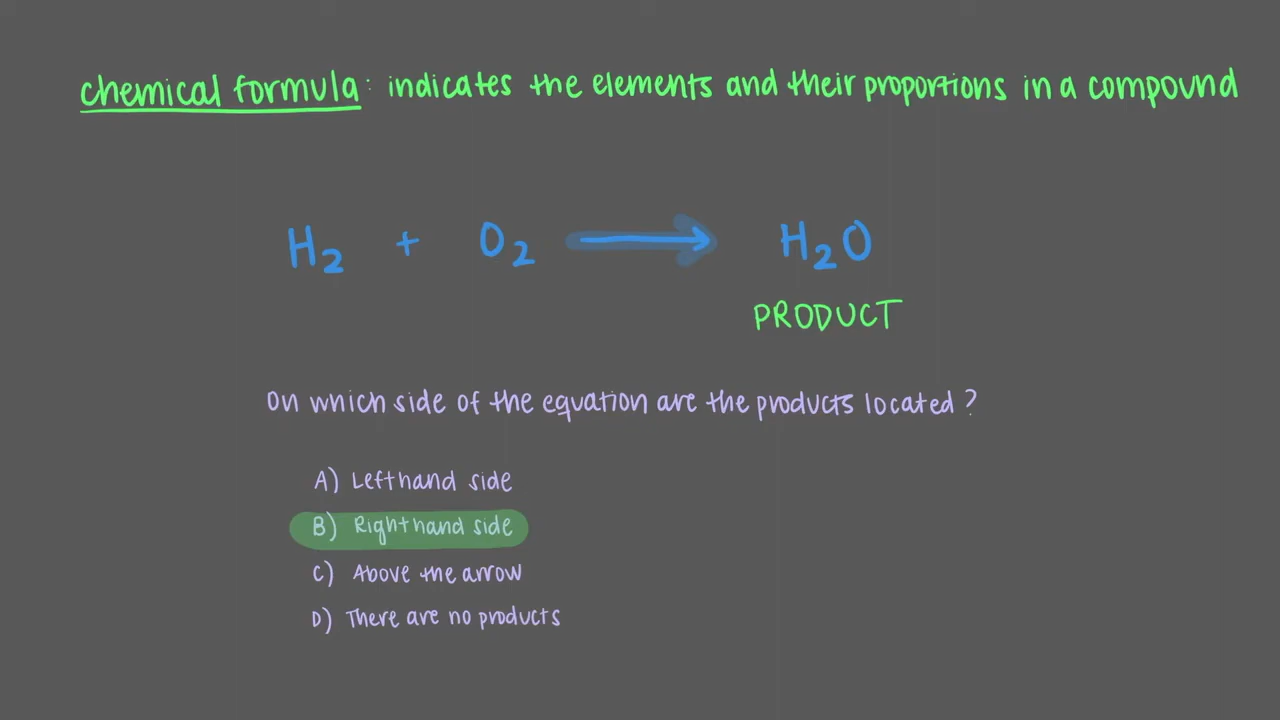 chemical formula: indicates the elements and their proportions in a compound
H₂ + O₂ ⟶ H₂O
PRODUCT
On which side of the equation are the products located?
A) Lefthand side
B) Righthand side
C) Above the arrow
D) There are no products